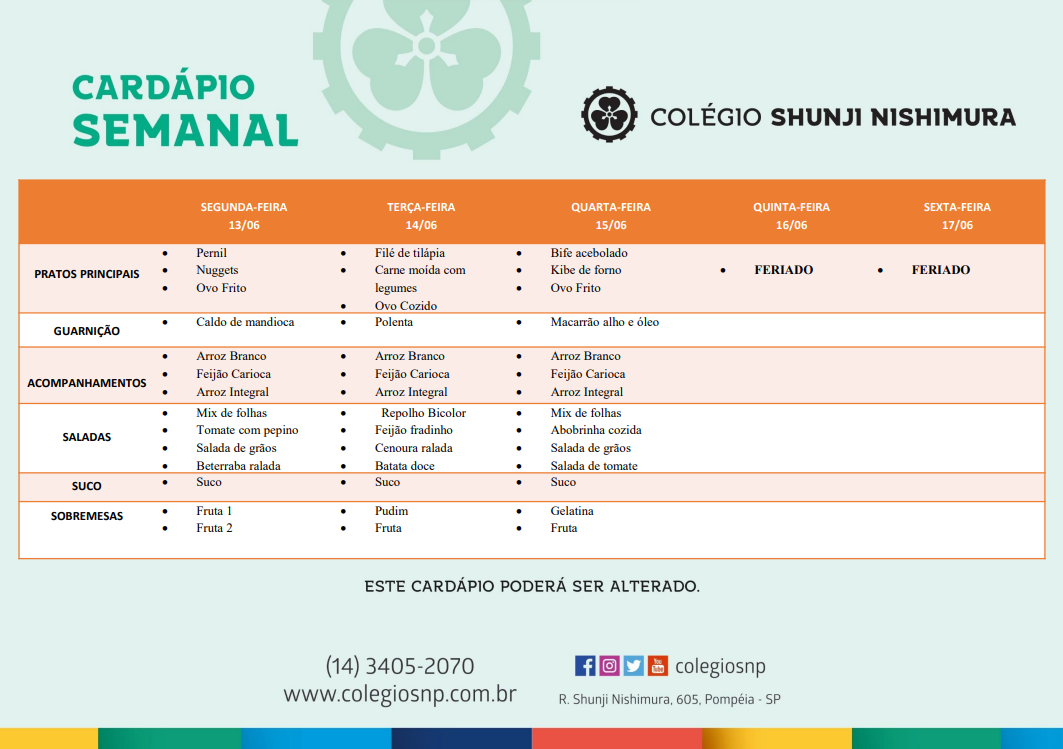 CARDÁPIO
SEMANAL
COLÉGIO SHUNJI NISHIMURA
SEGUNDA-FEIRA
13/06
TERÇA-FEIRA
14/06
QUARTA-FEIRA
15/06
QUINTA-FEIRA
16/06
SEXTA-FEIRA
17/06
PRATOS PRINCIPAIS
• Pernil
• Nuggets
• Ovo Frito
• Filé de tilápia
• Carne moída com
legumes
• Ovo Cozido
• Bife acebolado
• Kibe de forno
• Ovo Frito
• FERIADO
• FERIADO
GUARNIÇÃO
• Caldo de mandioca
• Polenta
• Macarrão alho e óleo
ACOMPANHAMENTOS
• Arroz Branco
• Feijão Carioca
• Arroz Integral
• Arroz Branco
• Feijão Carioca
• Arroz Integral
• Arroz Branco
• Feijão Carioca
• Arroz Integral
SALADAS
• Mix de folhas
• Tomate com pepino
• Salada de grãos
• Beterraba ralada
• Repolho Bicolor
• Feijão fradinho
• Cenoura ralada
• Batata doce
• Mix de folhas
• Abobrinha cozida
• Salada de grãos
• Salada de tomate
SUCO
• Suco
• Suco
• Suco
SOBREMESAS
• Fruta 1
• Fruta 2
• Pudim
• Fruta
• Gelatina
• Fruta
ESTE CARDÁPIO PODERÁ SER ALTERADO.
(14) 3405-2070
www.colegiosnp.com.br
You Tube
colegiosnp
R. Shunji Nishimura, 605, Pompéia - SP